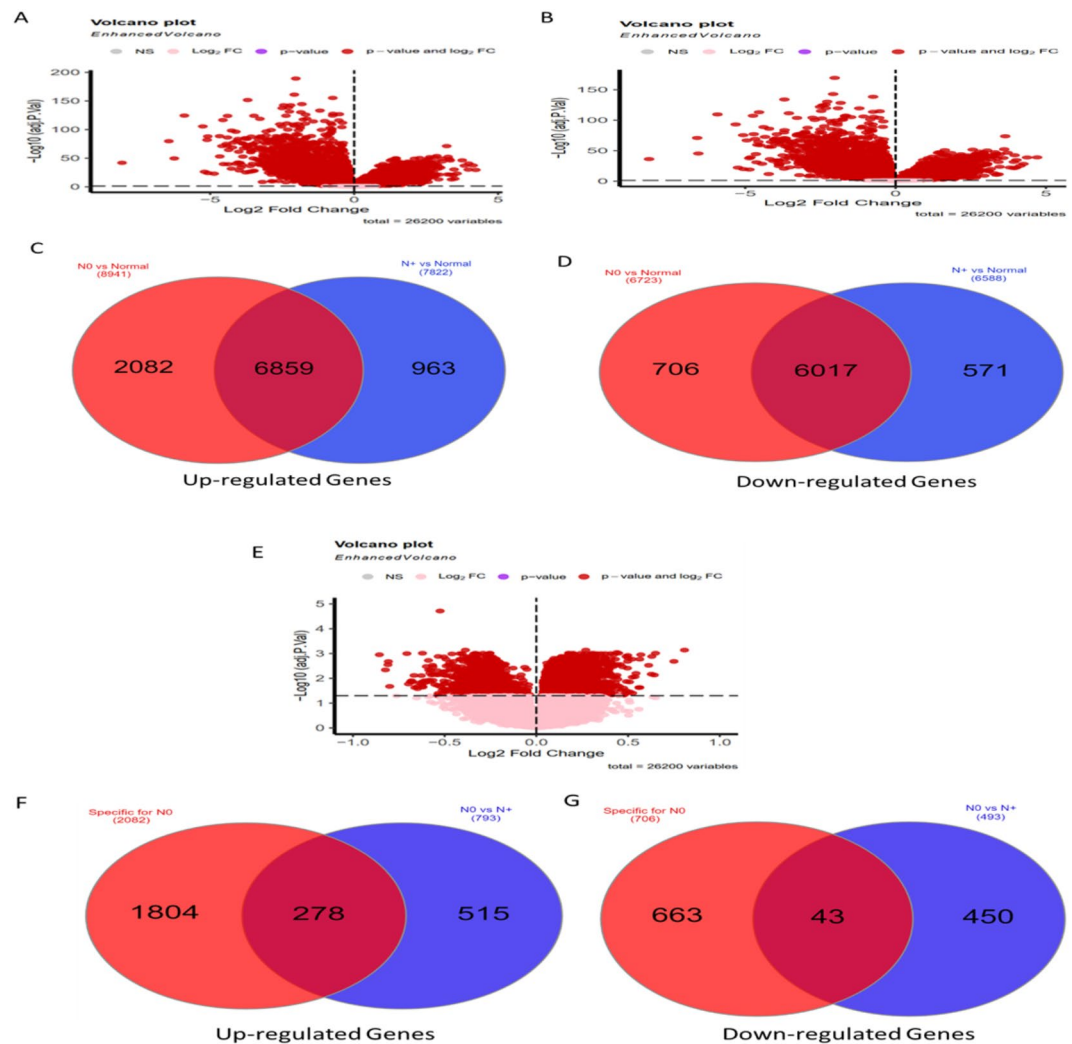 A
Volcano plot
EnhancedVolcano
NS Log₂ FC p−value p − value and log₂ FC
−Log10 (adj.P.Val)
200
150
100
50
0
−5 0 5
Log2 Fold Change
total = 26200 variables
B
Volcano plot
EnhancedVolcano
NS Log₂ FC p−value p − value and log₂ FC
−Log10 (adj.P.Val)
150
100
50
0
−5 0 5
Log2 Fold Change
total = 26200 variables
C
N0 vs Normal
(8941)
N+ vs Normal
(7822)
2082 6859 963
Up-regulated Genes
D
N0 vs Normal
(6723)
N+ vs Normal
(6588)
706 6017 571
Down-regulated Genes
E
Volcano plot
EnhancedVolcano
NS Log₂ FC p−value p − value and log₂ FC
−Log10 (adj.P.Val)
5
4
3
2
1
0
−1.0 −0.5 0.0 0.5 1.0
Log2 Fold Change
total = 26200 variables
F
Specific for N0
(2082)
N0 vs N+
(793)
1804 278 515
Up-regulated Genes
G
Specific for N0
(706)
N0 vs N+
(493)
663 43 450
Down-regulated Genes